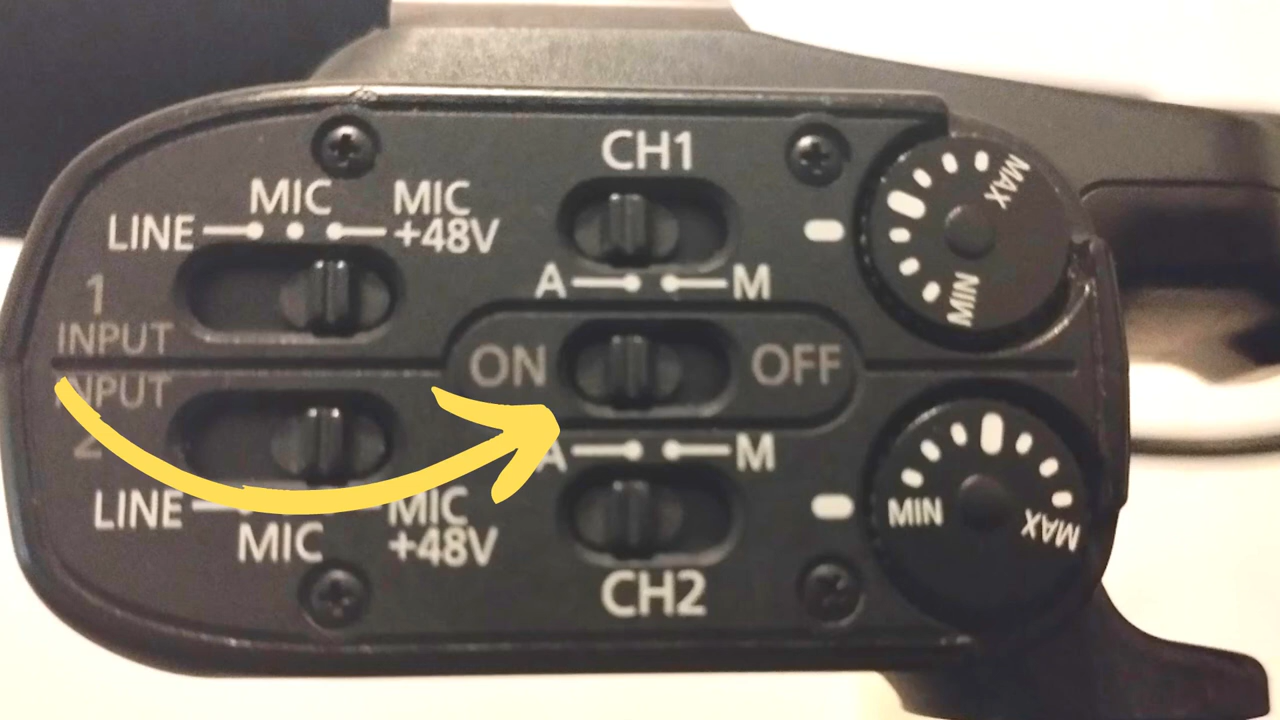 CH1
MIC
MIC
LINE
+48V
MAX
A
M
1
INPUT
MIN
ON
OFF
INPUT
2
A
M
MIN
MAX
LINE
MIC
MIC
+48V
CH2